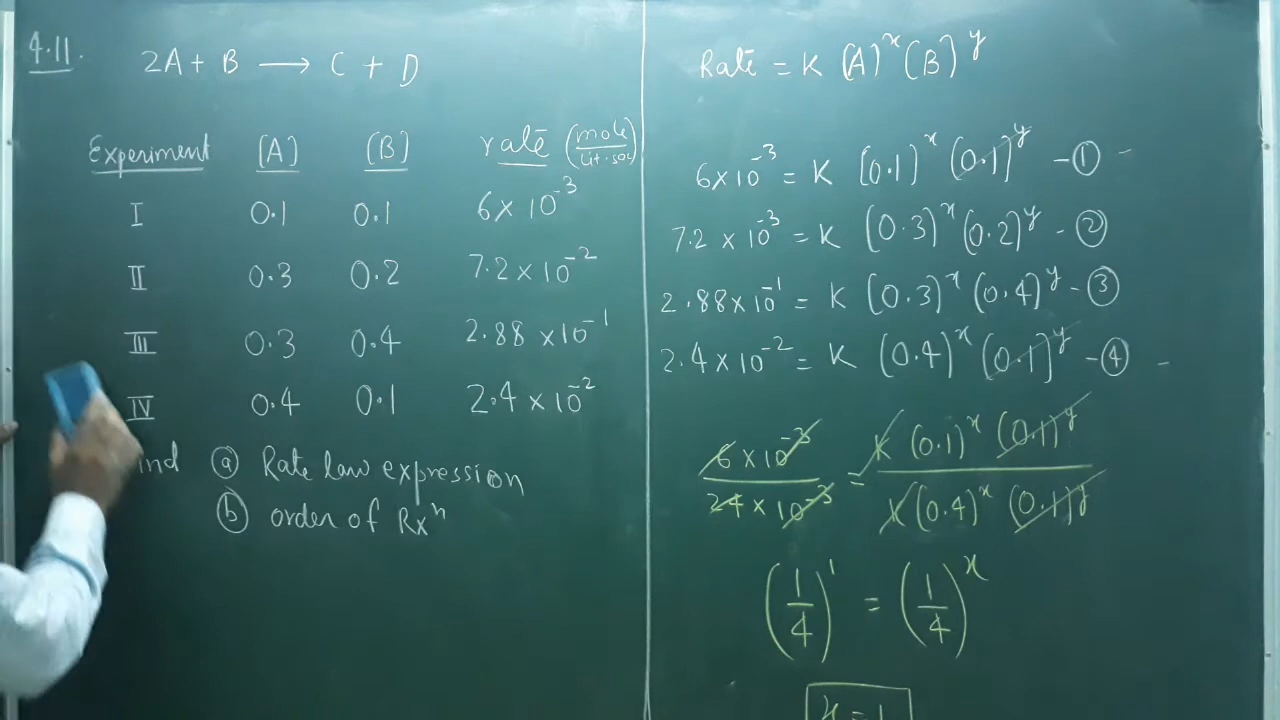 4.11.
2A + B ⟶ C + D
Experiment [A] (B] rate (mole/Lit·sec)
I 0.1 0.1 6×10⁻³
II 0.3 0.2 7.2×10⁻²
III 0.3 0.4 2.88×10⁻¹
IV 0.4 0.1 2.4×10⁻²
ind ⓐ Rate law expression
ⓑ order of Rxⁿ
Rate = K (A)ˣ (B)ʸ
6×10⁻³ = K (0.1)ˣ (0.1)ʸ –①
7.2×10⁻³ = K (0.3)ˣ (0.2)ʸ –②
2.88×10⁻¹ = K (0.3)ˣ (0.4)ʸ –③
2.4×10⁻² = K (0.4)ˣ (0.1)ʸ –④
6×10⁻³ / 24×10⁻³ = K (0.1)ˣ (0.1)ʸ / K (0.4)ˣ (0.1)ʸ
(1/4)¹ = (1/4)ˣ
x = 1